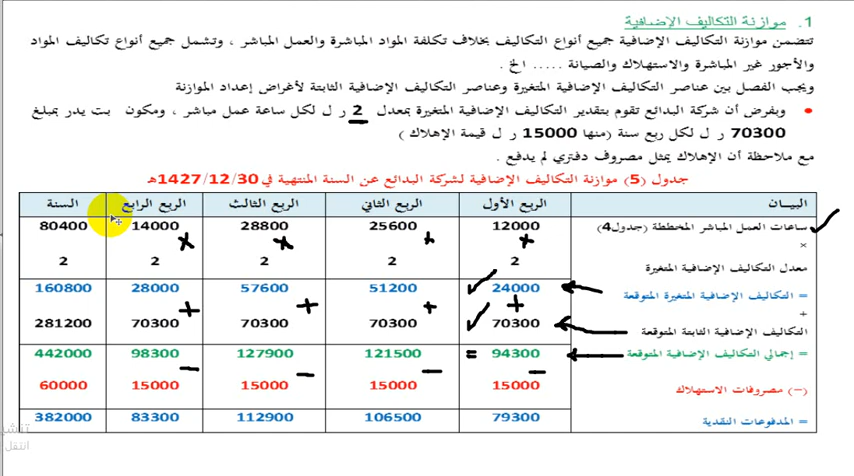 1. موازنة التكاليف الإضافية
تتضمن موازنة التكاليف الإضافية جميع أنواع التكاليف بخلاف تكلفة المواد المباشرة والعمل المباشر ، وتشمل جميع أنواع تكاليف المواد
والأجور غير المباشرة والاستهلاك والصيانة ..... الخ .
ويجب الفصل بين عناصر التكاليف الإضافية المتغيرة وعناصر التكاليف الإضافية الثابتة لأغراض إعداد الموازنة
• وبفرض أن شركة البدائع تقوم بتقدير التكاليف الإضافية المتغيرة بمعدل 2 ر ل لكل ساعة عمل مباشر ، ومكون بت يدر بمبلغ
70300 ر ل لكل ربع سنة (منها 15000 ر ل قيمة الإهلاك )
مع ملاحظة أن الإهلاك يمثل مصروف دفتري لم يدفع .
جدول (5) موازنة التكاليف الإضافية لشركة البدائع عن السنة المنتهية في 1427/12/30هـ
البيـــان الربع الأول الربع الثاني الربع الثالث الربع الرابع السنة
ساعات العمل المباشر المخططة (جدول4) 12000 25600 28800 14000 80400
× × × × ×
معدل التكاليف الإضافية المتغيرة 2 2 2 2 2
= التكاليف الإضافية المتغيرة المتوقعة 24000 51200 57600 28000 160800
+ + + + +
التكاليف الإضافية الثابتة المتوقعة 70300 70300 70300 70300 281200
= إجمالي التكاليف الإضافية المتوقعة = 94300 121500 127900 98300 442000
(–) مصروفات الاستهلاك 15000 15000 15000 15000 60000
= المدفوعات النقدية 79300 106500 112900 83300 382000